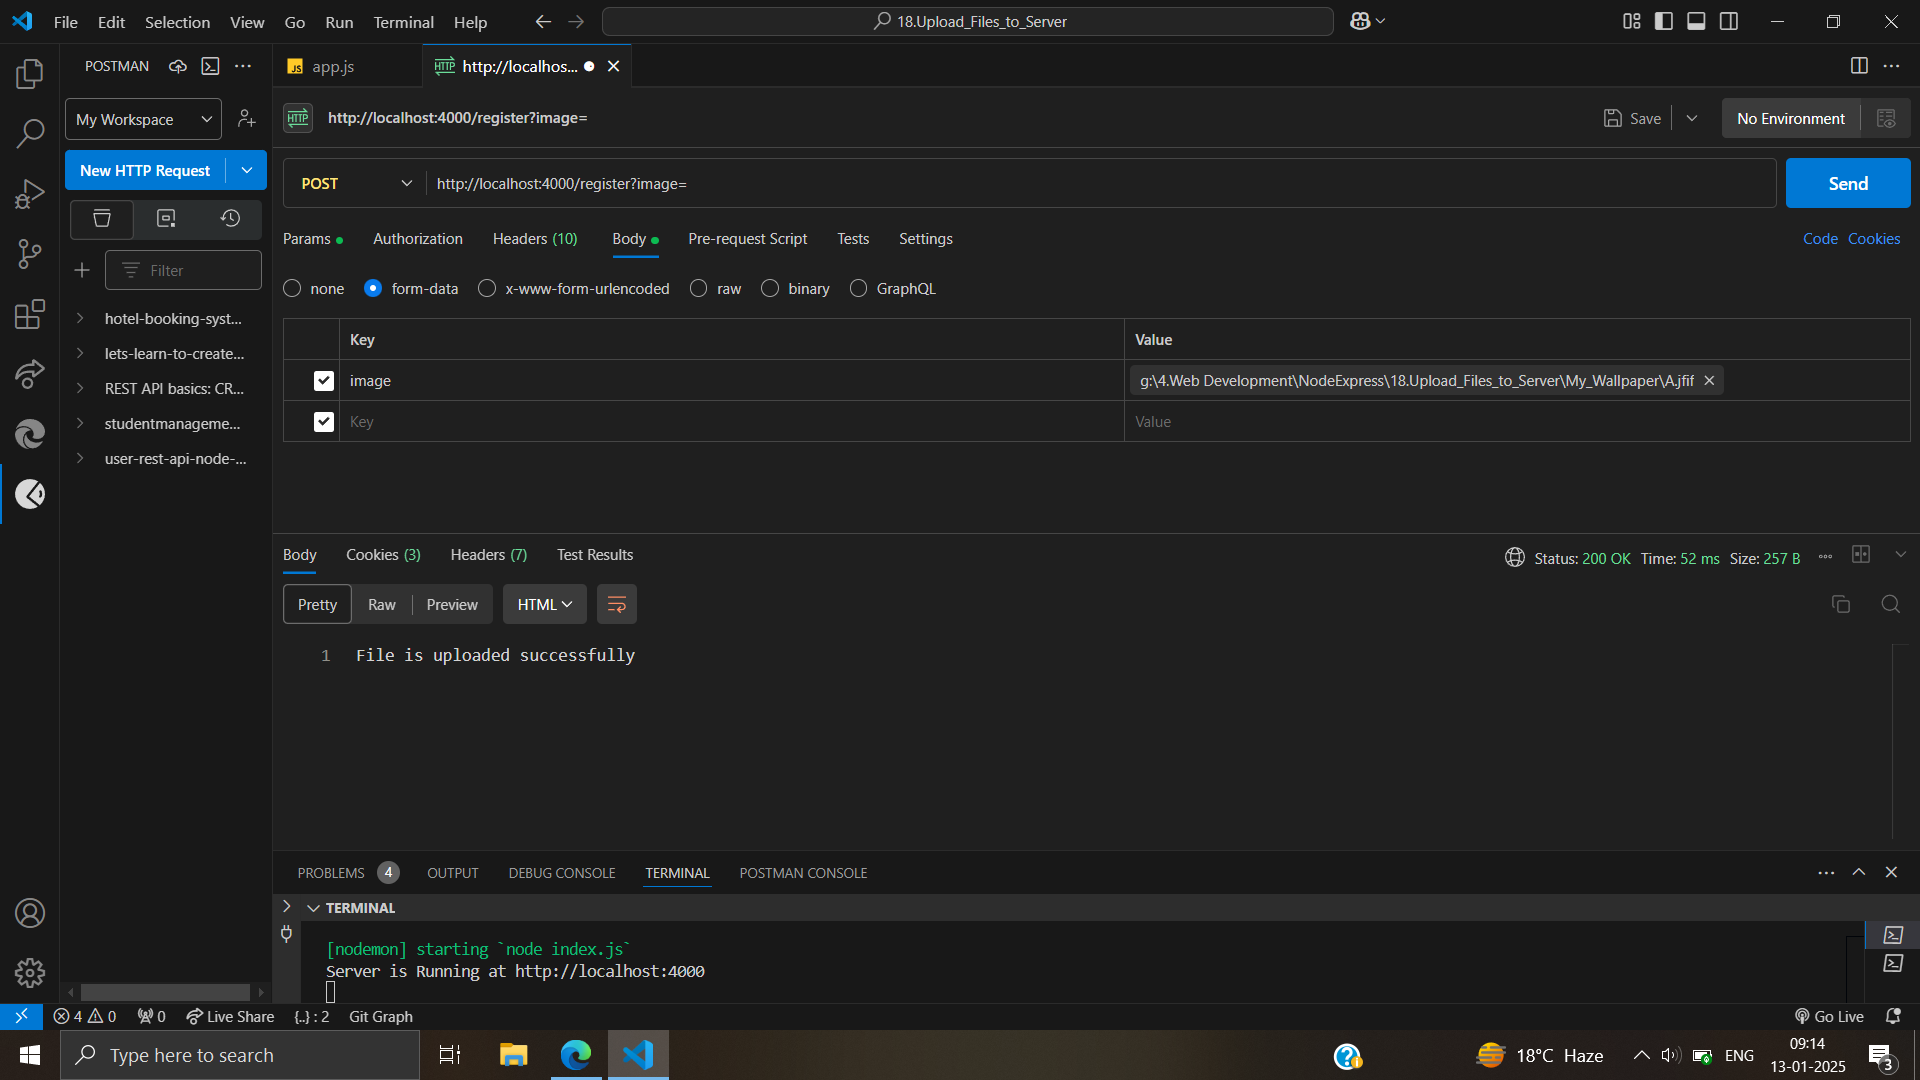 File Edit Selection View Go Run Terminal Help
18.Upload_Files_to_Server
POSTMAN
JS app.js
HTTP http://localhos...
My Workspace
HTTP http://localhost:4000/register?image=
Save
No Environment
New HTTP Request
POST
http://localhost:4000/register?image=
Send
Params Authorization Headers (10) Body Pre-request Script Tests Settings
Code Cookies
Filter
none form-data x-www-form-urlencoded raw binary GraphQL
hotel-booking-syst...
lets-learn-to-create...
REST API basics: CR...
studentmanageme...
user-rest-api-node-...
Key Value
image g:\4.Web Development\NodeExpress\18.Upload_Files_to_Server\My_Wallpaper\A.jfif
Key Value
Body Cookies (3) Headers (7) Test Results
Status: 200 OK Time: 52 ms Size: 257 B
Pretty Raw Preview HTML
1 File is uploaded successfully
PROBLEMS 4 OUTPUT DEBUG CONSOLE TERMINAL POSTMAN CONSOLE
TERMINAL
[nodemon] starting `node index.js`
Server is Running at http://localhost:4000
4 0 0 Live Share {..} : 2 Git Graph
Go Live
Type here to search
18°C Haze
ENG
09:14
13-01-2025
3